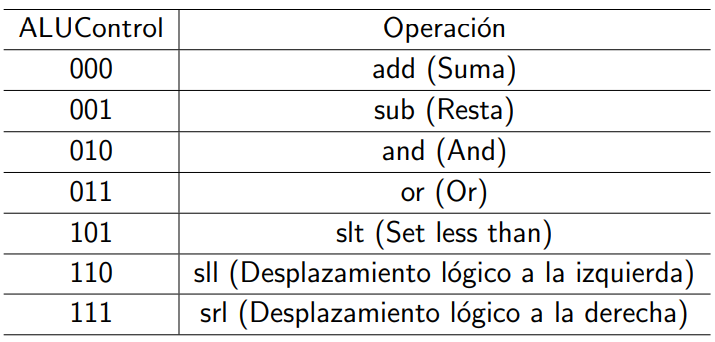 ALUControl Operación
000 add (Suma)
001 sub (Resta)
010 and (And)
011 or (Or)
101 slt (Set less than)
110 sll (Desplazamiento lógico a la izquierda)
111 srl (Desplazamiento lógico a la derecha)